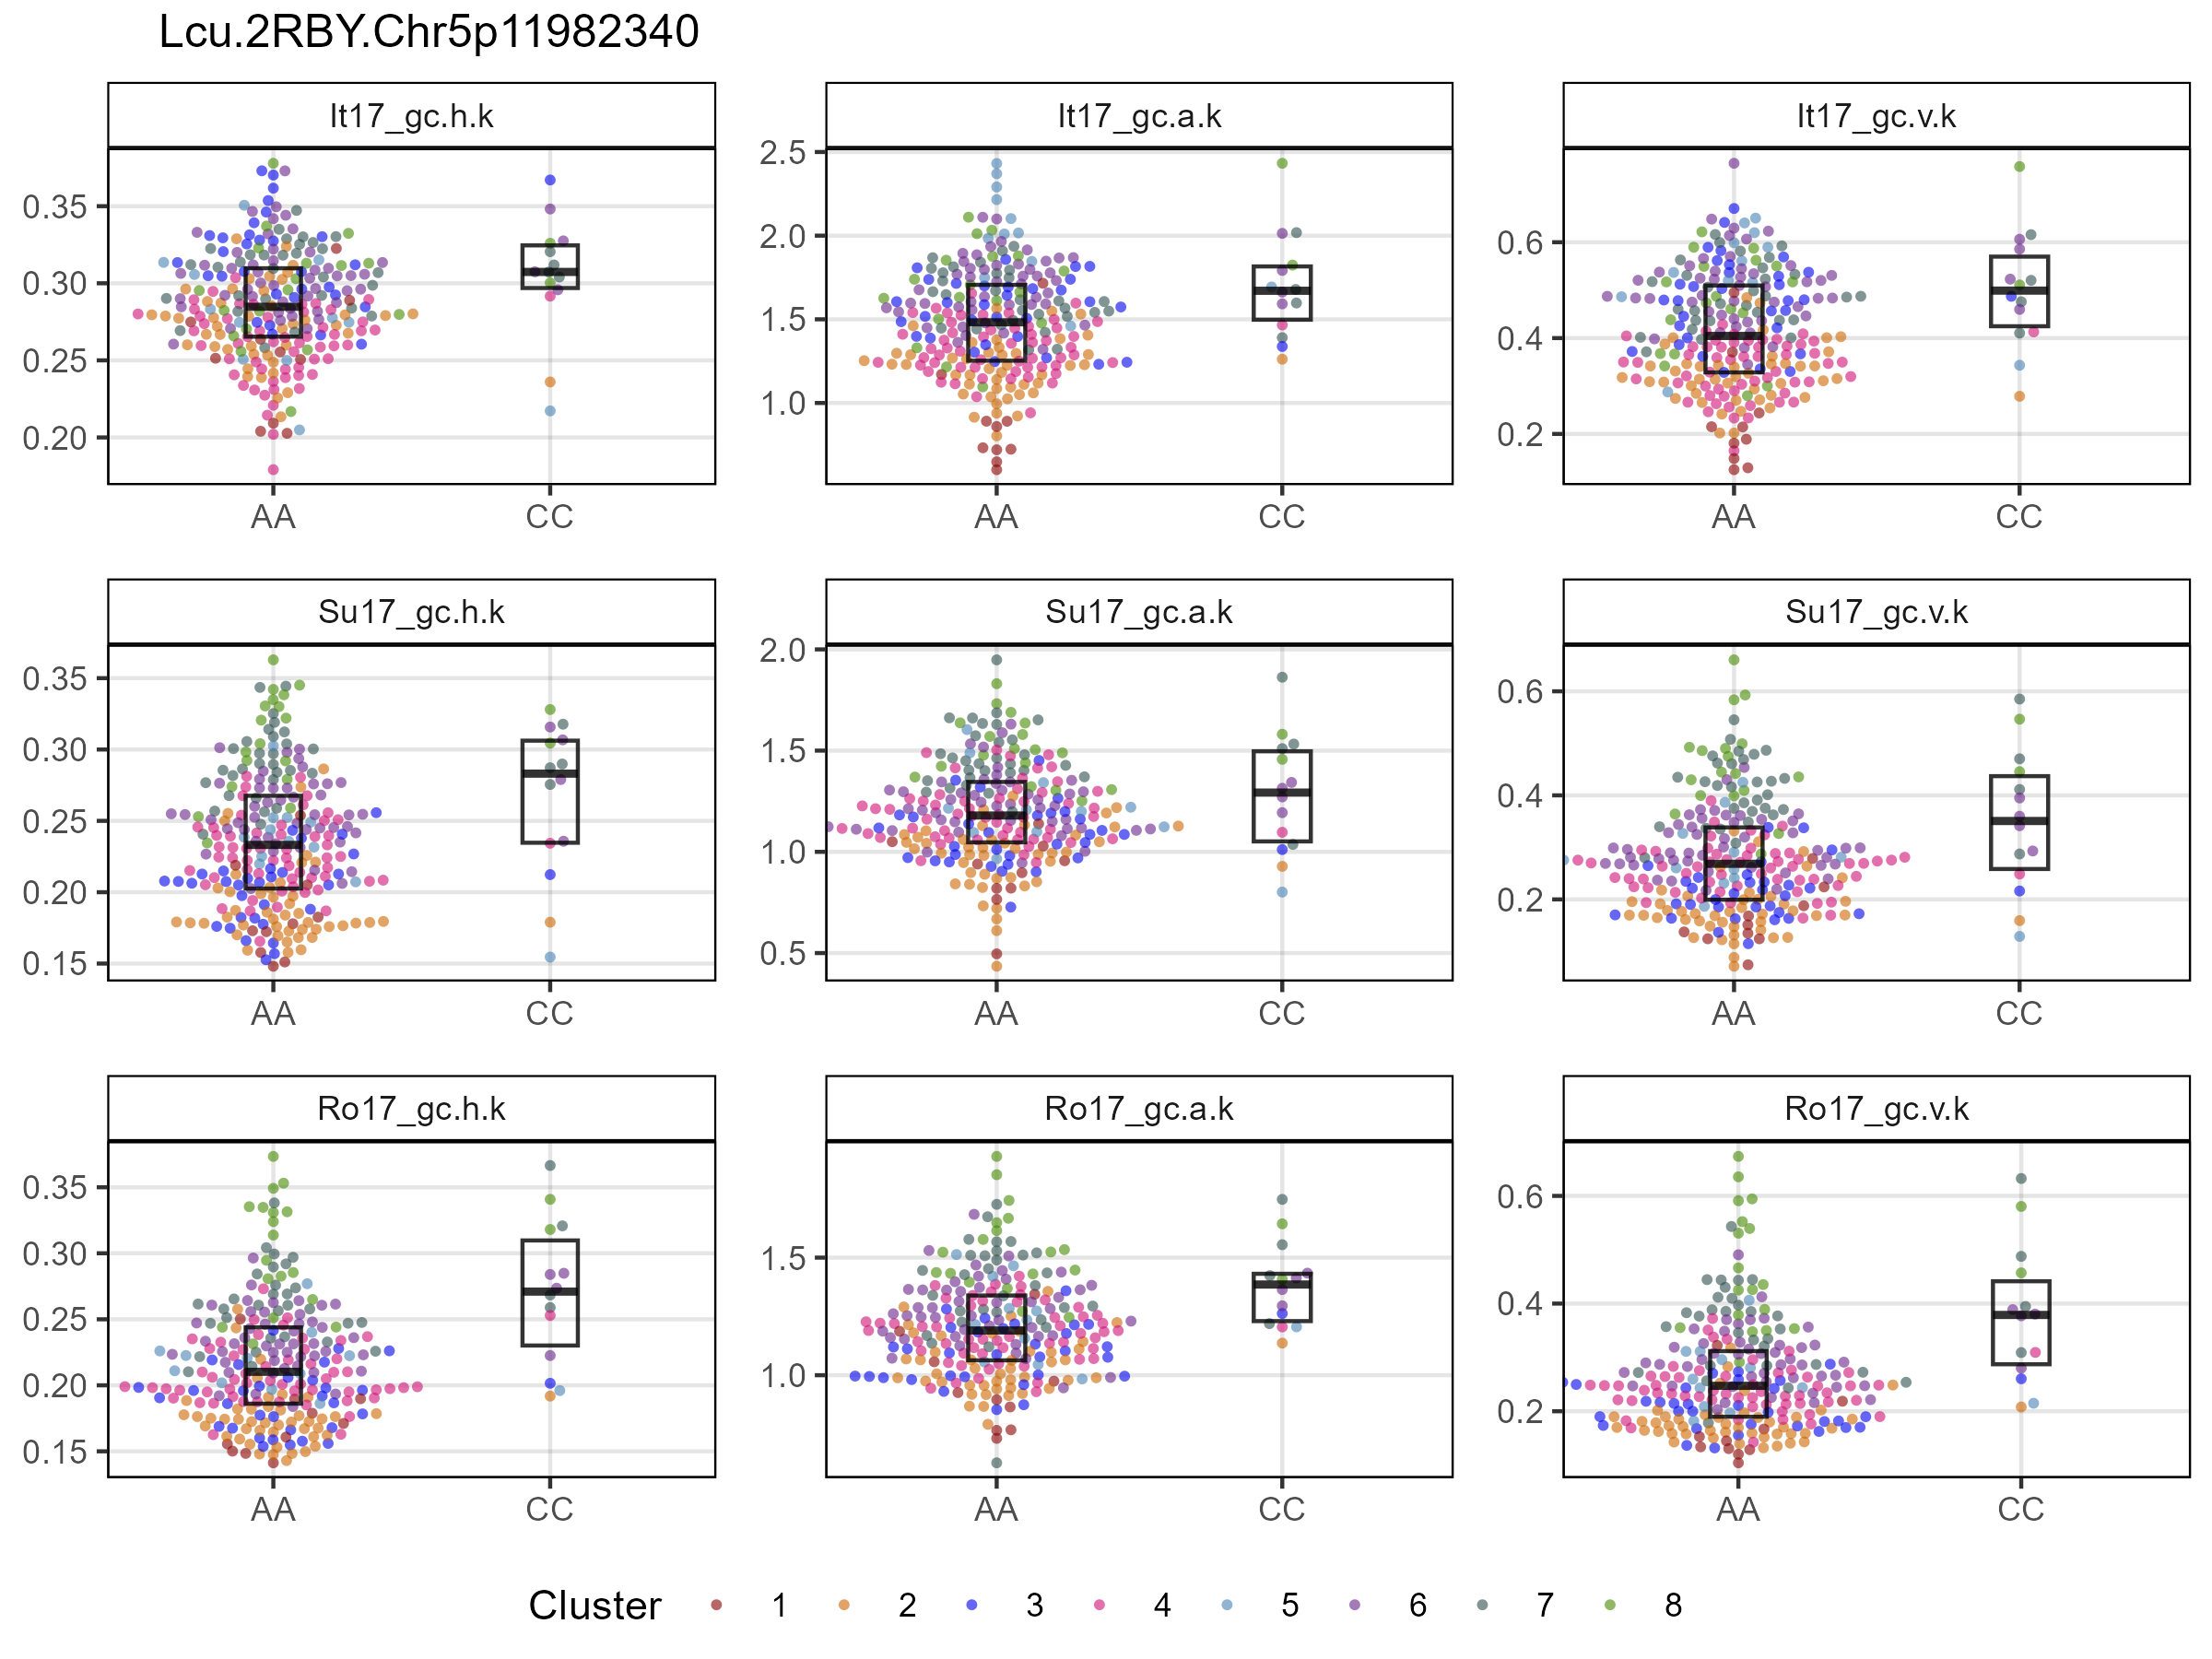 Lcu.2RBY.Chr5p11982340
It17_gc.h.k It17_gc.a.k It17_gc.v.k
0.35
0.30
0.25
0.20
AA CC
2.5
2.0
1.5
1.0
AA CC
0.6
0.4
0.2
AA CC
Su17_gc.h.k Su17_gc.a.k Su17_gc.v.k
0.35
0.30
0.25
0.20
0.15
AA CC
2.0
1.5
1.0
0.5
AA CC
0.6
0.4
0.2
AA CC
Ro17_gc.h.k Ro17_gc.a.k Ro17_gc.v.k
0.35
0.30
0.25
0.20
0.15
AA CC
1.5
1.0
AA CC
0.6
0.4
0.2
AA CC
Cluster 1 2 3 4 5 6 7 8